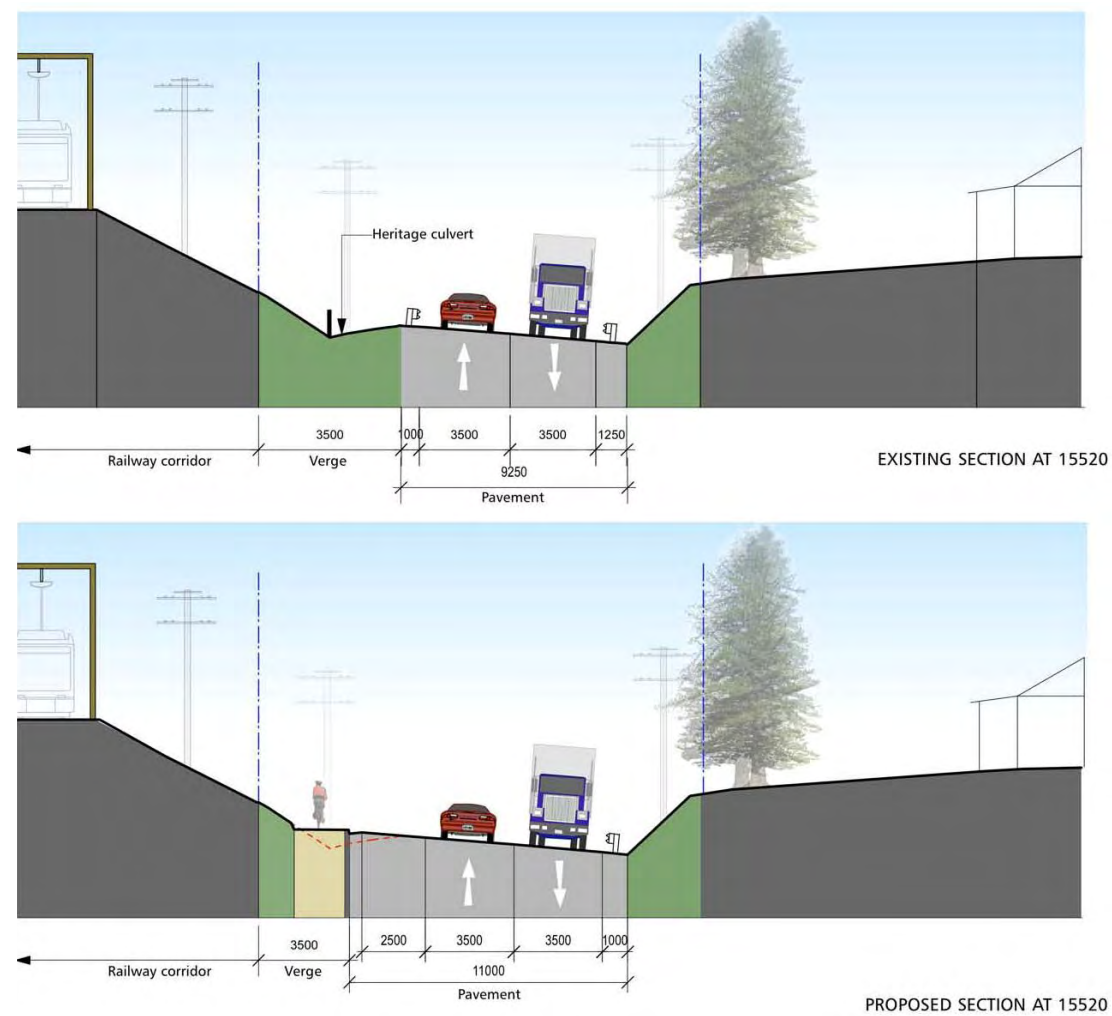 Heritage culvert
3500 1000 3500 3500 1250
Railway corridor Verge 9250
Pavement
EXISTING SECTION AT 15520
3500 2500 3500 3500 1000
Railway corridor Verge 11000
Pavement
PROPOSED SECTION AT 15520